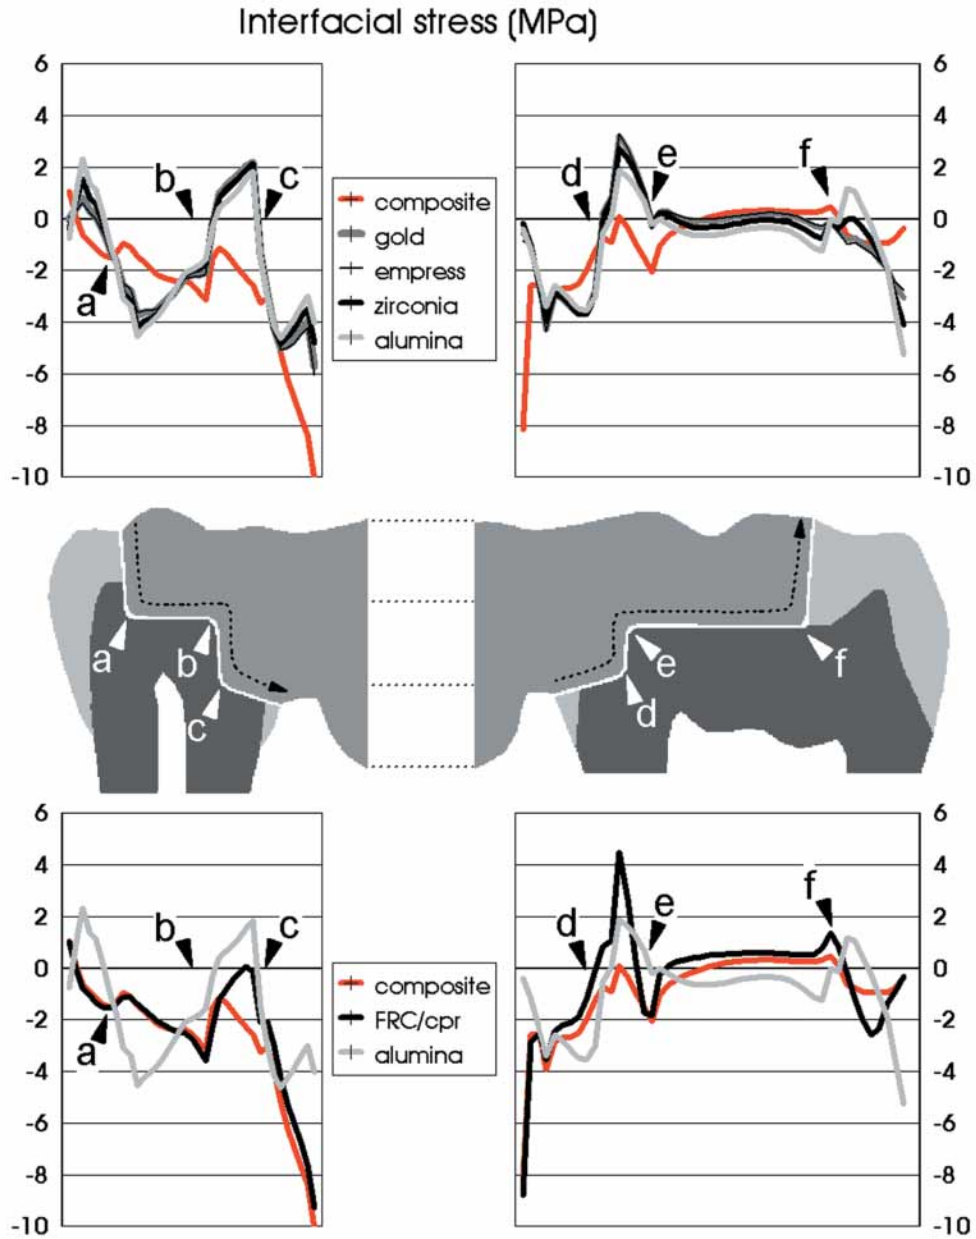 Interfacial stress (MPa)
6
4
2
0
-2
-4
-6
-8
-10
a
b
c
composite
gold
empress
zirconia
alumina
d
e
f
6
4
2
0
-2
-4
-6
-8
-10
a
b
c
d
e
f
6
4
2
0
-2
-4
-6
-8
-10
a
b
c
composite
FRC/cpr
alumina
d
e
f
6
4
2
0
-2
-4
-6
-8
-10